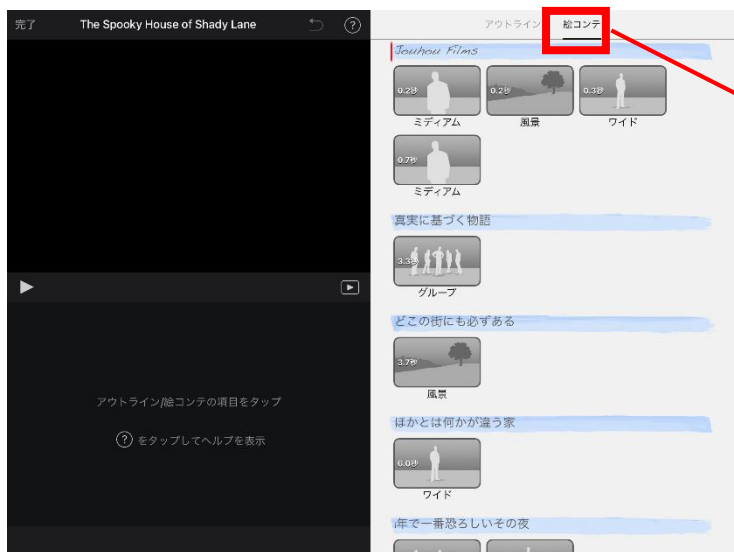 完了 The Spooky House of Shady Lane ?
アウトライン 絵コンテ
Jouhou Films
0.2秒 0.2秒 0.3秒
ミディアム 風景 ワイド
0.7秒
ミディアム
真実に基づく物語
3.3秒
グループ
どこの街にも必ずある
3.7秒
風景
ほかとは何かが違う家
6.0秒
ワイド
年で一番恐ろしいその夜
アウトライン/絵コンテの項目をタップ
? をタップしてヘルプを表示